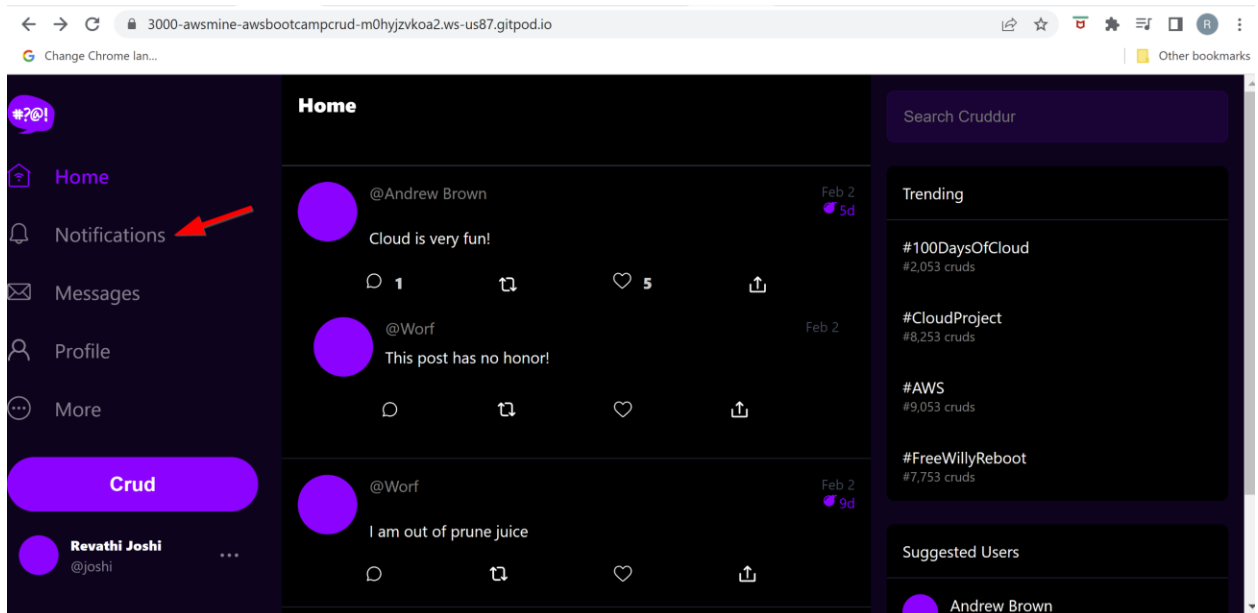 3000-awsmine-awsbootcampcrud-m0hyjzvkoa2.ws-us87.gitpod.io
R
G Change Chrome lan...
Other bookmarks
#?@!
Home
Notifications
Messages
Profile
More
Crud
Revathi Joshi
@joshi
Home
@Andrew Brown
Feb 2
5d
Cloud is very fun!
1
5
@Worf
Feb 2
This post has no honor!
@Worf
Feb 2
9d
I am out of prune juice
Search Cruddur
Trending
#100DaysOfCloud
#2,053 cruds
#CloudProject
#8,253 cruds
#AWS
#9,053 cruds
#FreeWillyReboot
#7,753 cruds
Suggested Users
Andrew Brown